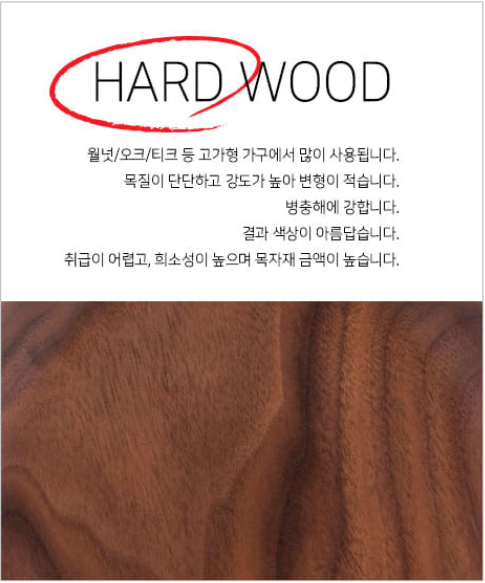 HARD WOOD
월넛/오크/티크 등 고가형 가구에서 많이 사용됩니다.
목질이 단단하고 강도가 높아 변형이 적습니다.
병충해에 강합니다.
결과 색상이 아름답습니다.
취급이 어렵고, 희소성이 높으며 목자재 금액이 높습니다.